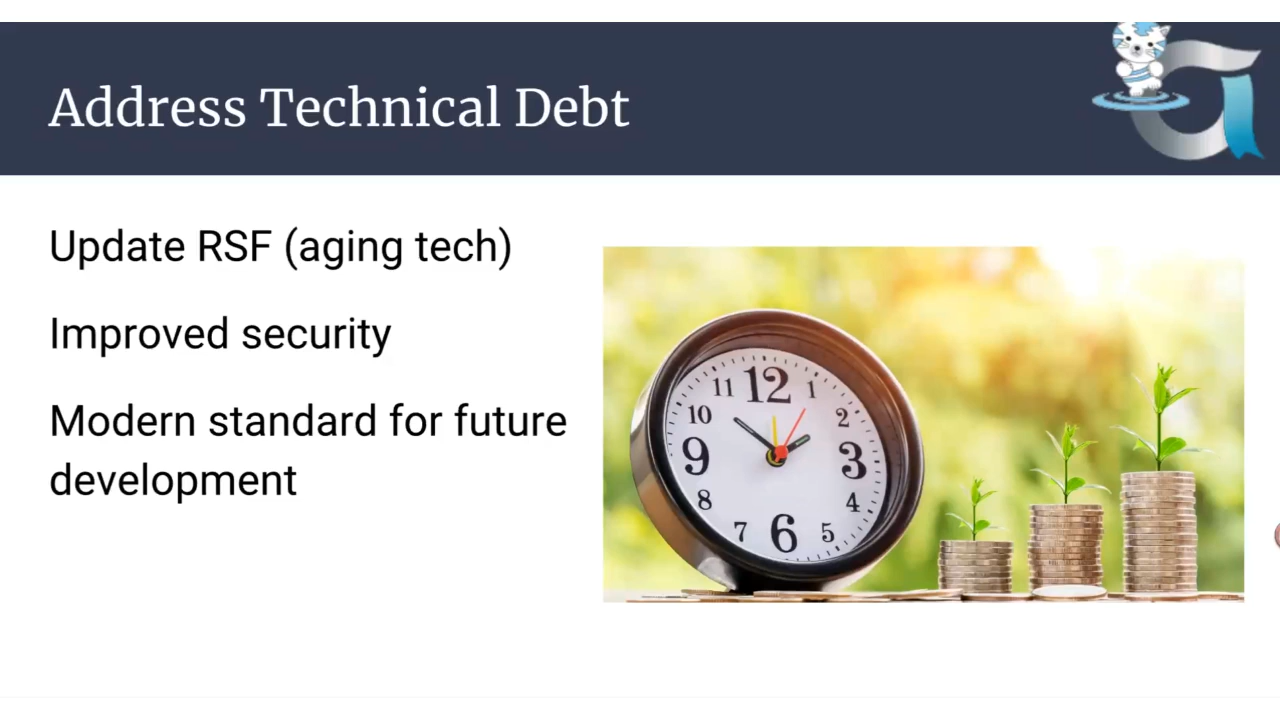 Address Technical Debt
Update RSF (aging tech)
Improved security
Modern standard for future
development
12
11
1
10
2
9
3
8
4
7
5
6